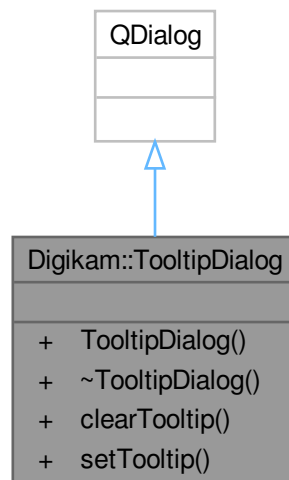 QDialog
Digikam::TooltipDialog
+ TooltipDialog()
+ ~TooltipDialog()
+ clearTooltip()
+ setTooltip()